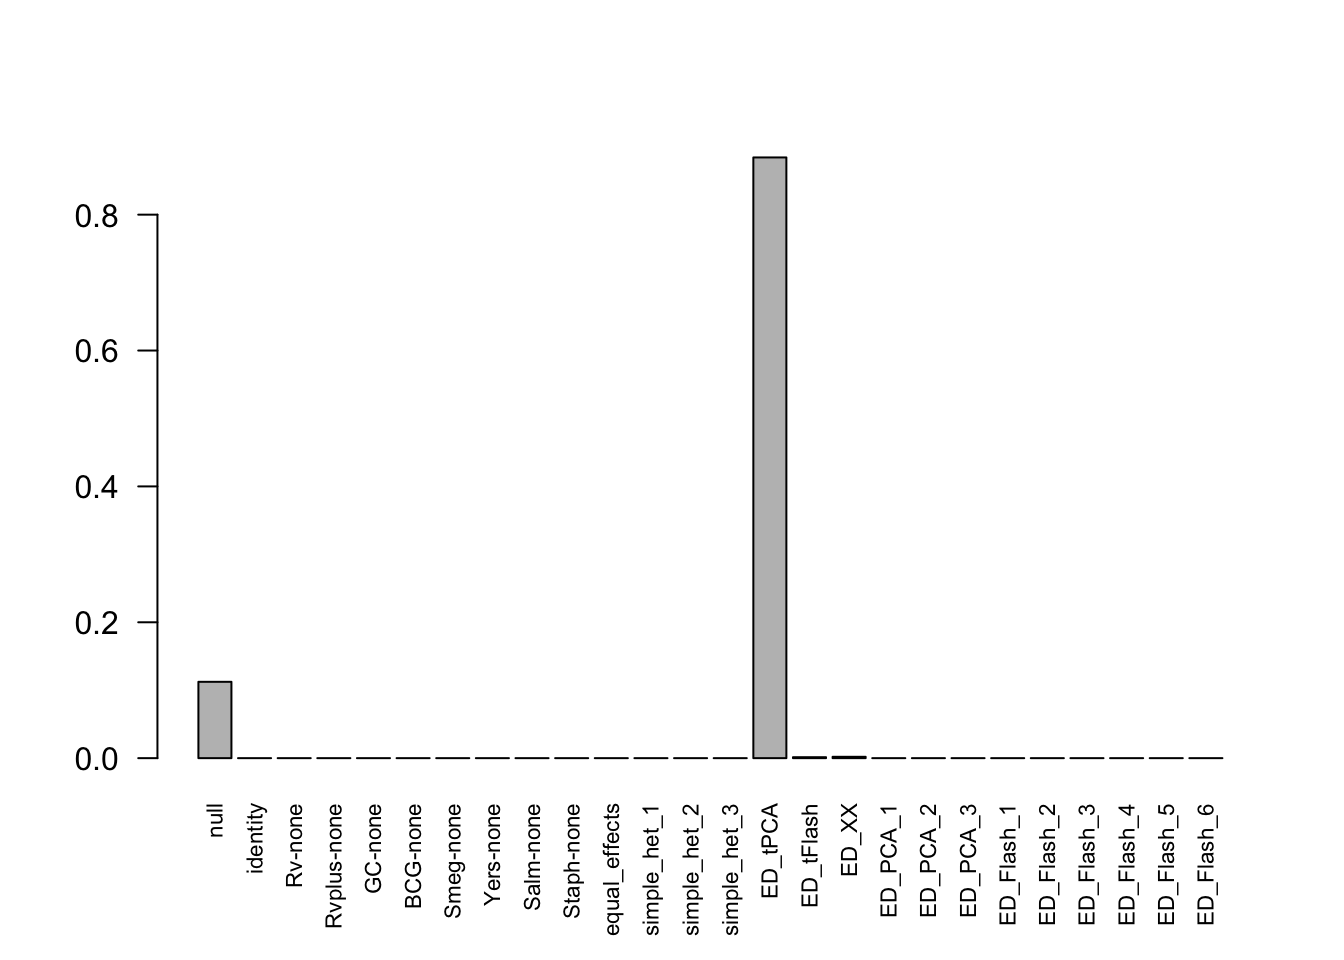 0.8
0.6
0.4
0.2
0.0
null
identity
Rv-none
Rvplus-none
GC-none
BCG-none
Smeg-none
Yers-none
Salm-none
Staph-none
equal_effects
simple_het_1
simple_het_2
simple_het_3
ED_tPCA
ED_tFlash
ED_XX
ED_PCA_1
ED_PCA_2
ED_PCA_3
ED_Flash_1
ED_Flash_2
ED_Flash_3
ED_Flash_4
ED_Flash_5
ED_Flash_6